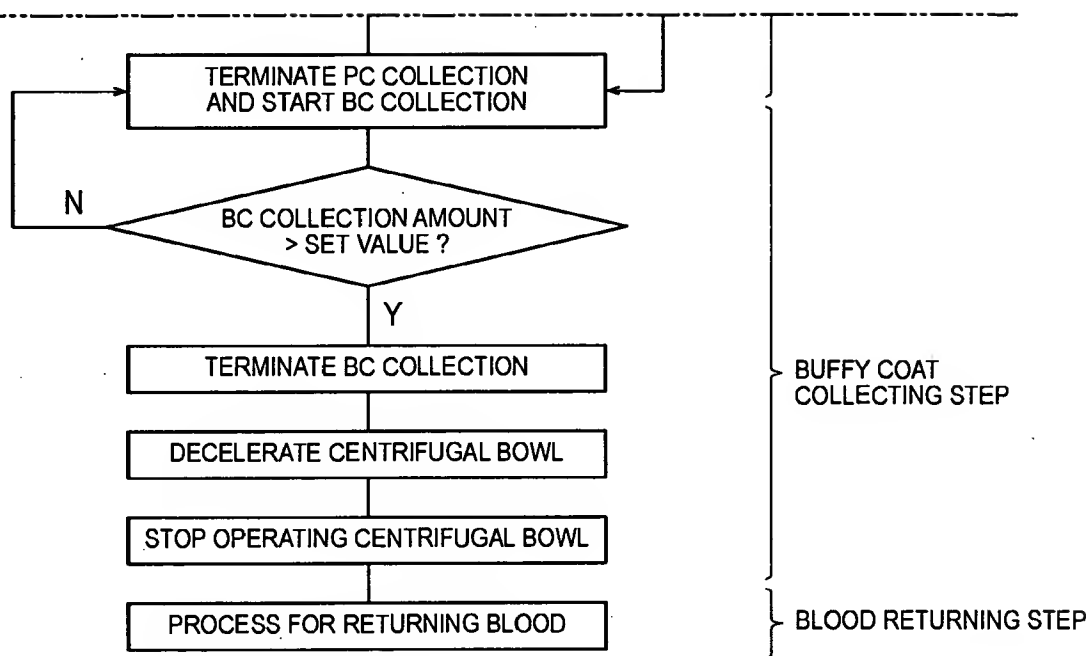 TERMINATE PC COLLECTION
AND START BC COLLECTION
N
BC COLLECTION AMOUNT
> SET VALUE ?
Y
TERMINATE BC COLLECTION
BUFFY COAT
COLLECTING STEP
DECELERATE CENTRIFUGAL BOWL
STOP OPERATING CENTRIFUGAL BOWL
PROCESS FOR RETURNING BLOOD
BLOOD RETURNING STEP